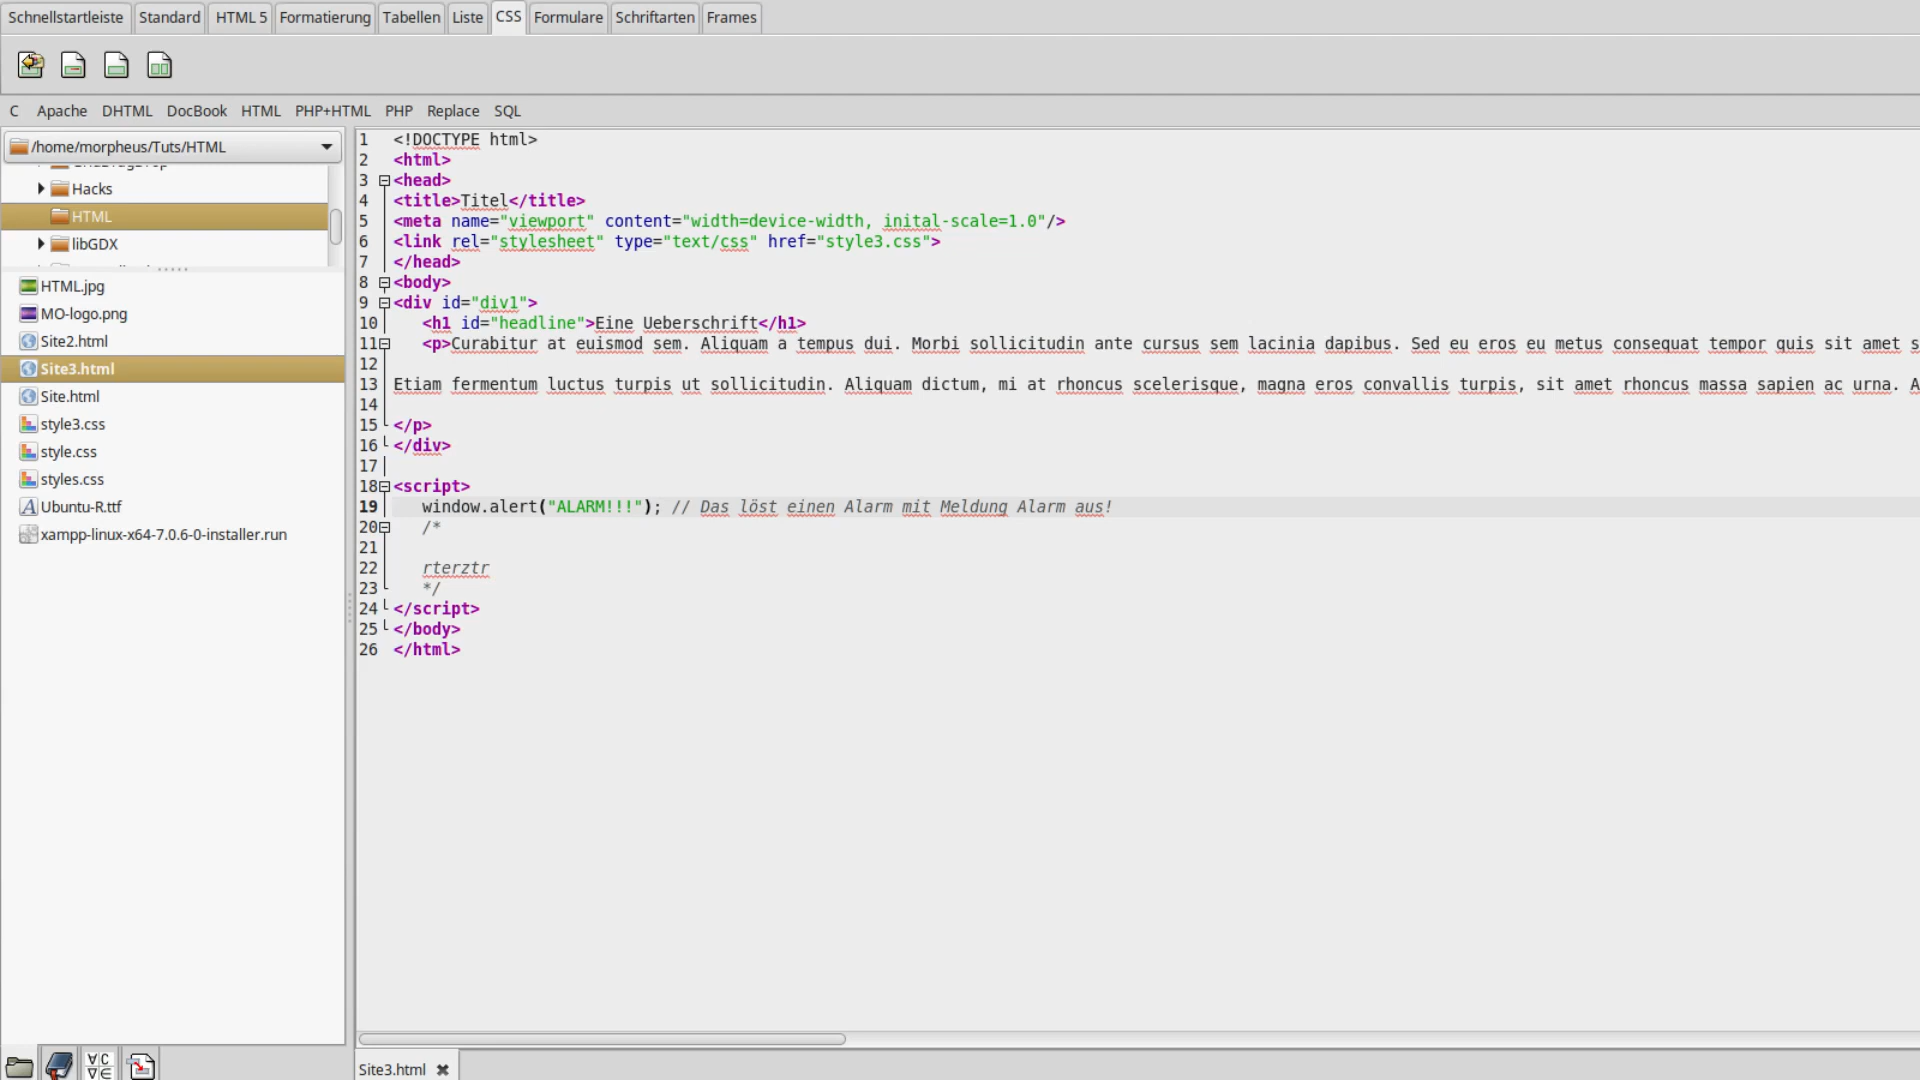 Schnellstartleiste Standard HTML 5 Formatierung Tabellen Liste CSS Formulare Schriftarten Frames
C Apache DHTML DocBook HTML PHP+HTML PHP Replace SQL
/home/morpheus/Tuts/HTML
Hacks
HTML
libGDX
HTML.jpg
MO-logo.png
Site2.html
Site3.html
Site.html
style3.css
style.css
styles.css
Ubuntu-R.ttf
xampp-linux-x64-7.0.6-0-installer.run
1 <!DOCTYPE html>
2 <html>
3 <head>
4 <title>Titel</title>
5 <meta name="viewport" content="width=device-width, inital-scale=1.0"/>
6 <link rel="stylesheet" type="text/css" href="style3.css">
7 </head>
8 <body>
9 <div id="div1">
10 <h1 id="headline">Eine Ueberschrift</h1>
11 <p>Curabitur at euismod sem. Aliquam a tempus dui. Morbi sollicitudin ante cursus sem lacinia dapibus. Sed eu eros eu metus consequat tempor quis sit amet s
12
13 Etiam fermentum luctus turpis ut sollicitudin. Aliquam dictum, mi at rhoncus scelerisque, magna eros convallis turpis, sit amet rhoncus massa sapien ac urna. A
14
15 </p>
16 </div>
17
18 <script>
19 window.alert("ALARM!!!"); // Das löst einen Alarm mit Meldung Alarm aus!
20 /*
21
22 rterztr
23 */
24 </script>
25 </body>
26 </html>
Site3.html